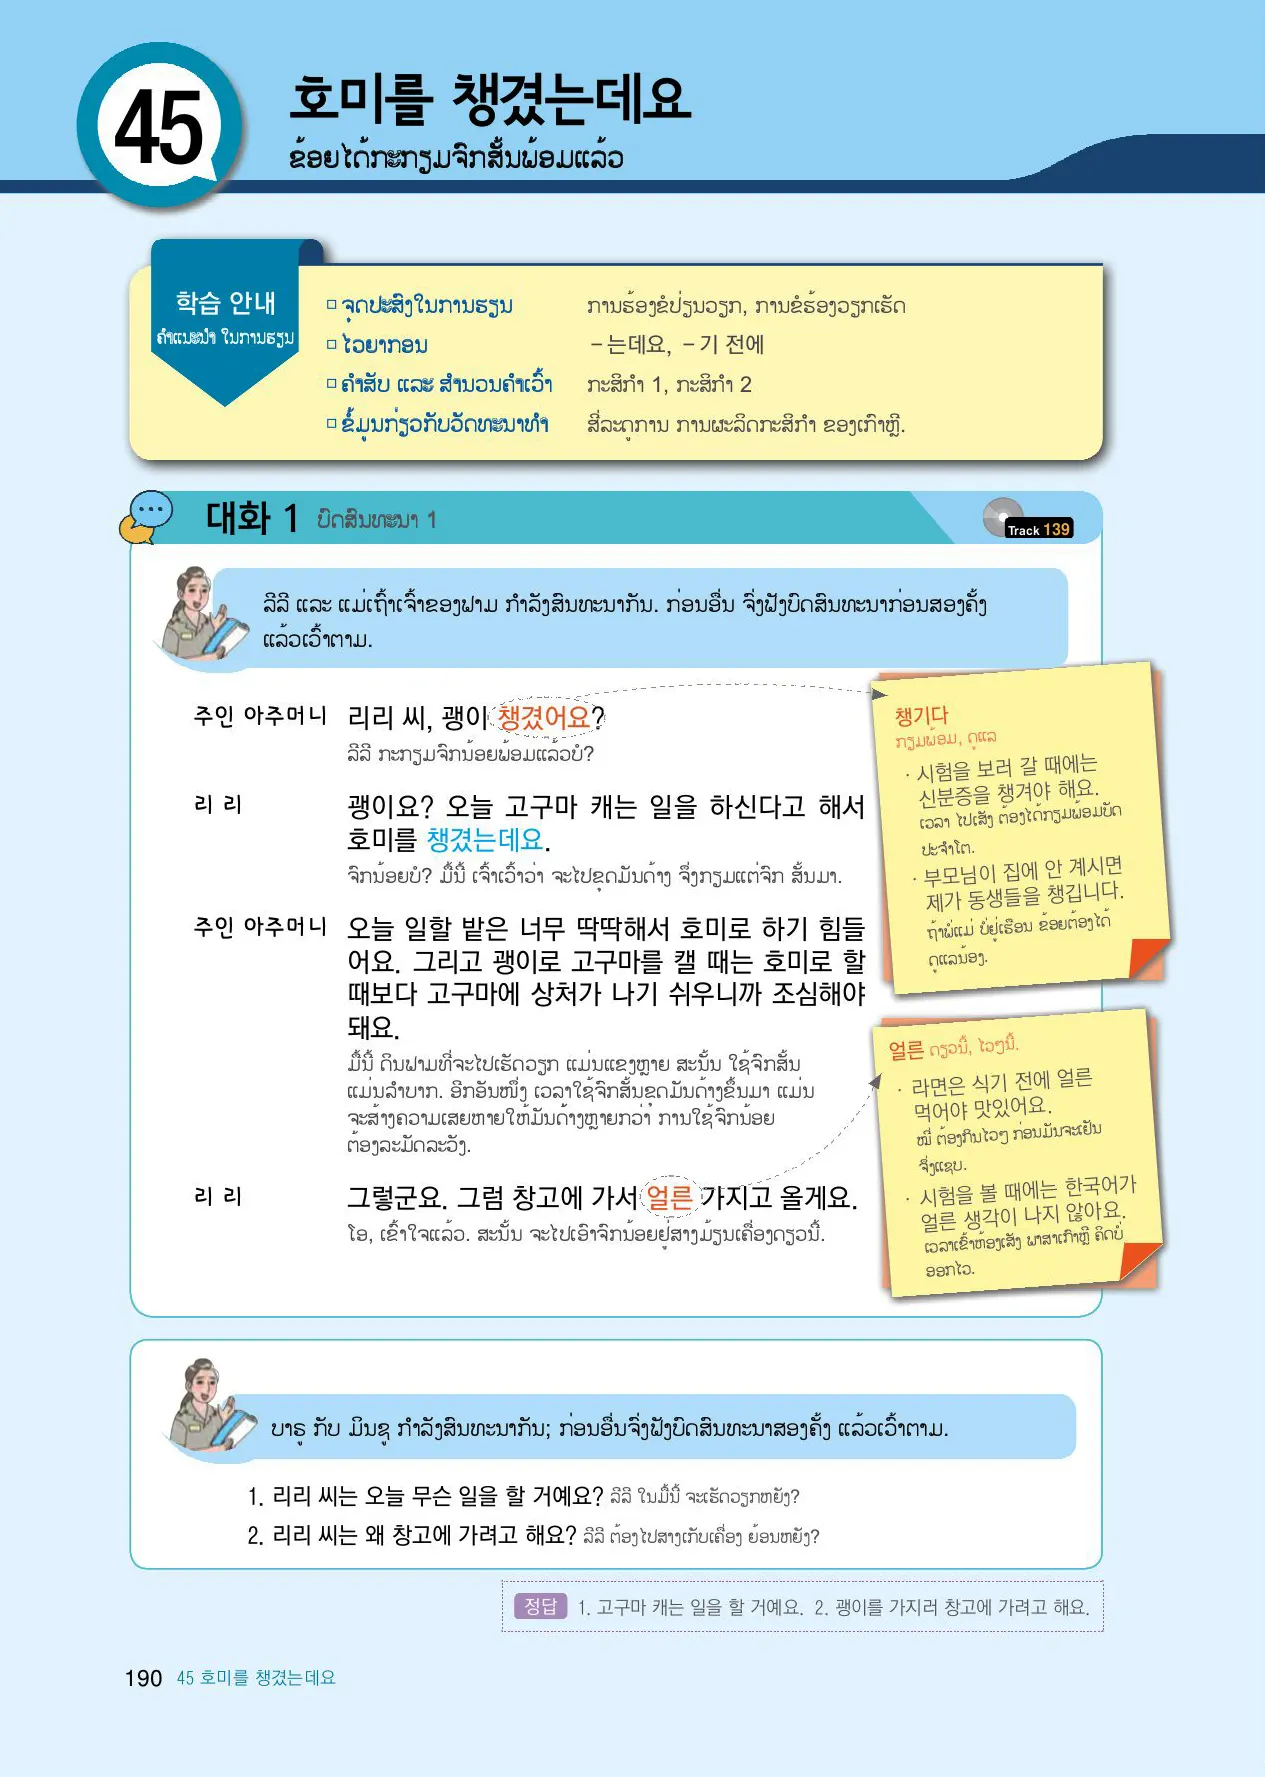 45
호미를 챙겼는데요
ຂ້ອຍໄດ້ກະກຽມຈົກສັ້ນພ້ອມແລ້ວ
학습 안내
ຄຳແນະນຳ ໃນການຮຽນ
□ ຈຸດປະສົງໃນການຮຽນ ການຮ້ອງຂໍປ່ຽນວຽກ, ການຂໍຮ້ອງວຽກເຮັດ
□ ໄວຍາກອນ －는데요, －기 전에
□ ຄຳສັບ ແລະ ສຳນວນຄຳເວົ້າ ກະສິກຳ 1, ກະສິກຳ 2
□ ຂໍ້ມູນກ່ຽວກັບວັດທະນາທຳ ສີ່ລະດູການ ການຜະລິດກະສິກຳ ຂອງເກົາຫຼີ.
대화 1 ບົດສົນທະນາ 1
Track 139
ລີລີ ແລະ ແມ່ເຖົ້າເຈົ້າຂອງຟາມ ກຳລັງສົນທະນາກັນ. ກ່ອນອື່ນ ຈົ່ງຟັງບົດສົນທະນາກ່ອນສອງຄັ້ງ
ແລ້ວເວົ້າຕາມ.
주인 아주머니 리리 씨, 괭이 챙겼어요?
ລີລີ ກະກຽມຈົກນ້ອຍພ້ອມແລ້ວບໍ?
리 리 괭이요? 오늘 고구마 캐는 일을 하신다고 해서
호미를 챙겼는데요.
ຈົກນ້ອຍບໍ? ມື້ນີ້ ເຈົ້າເວົ້າວ່າ ຈະໄປຂຸດມັນດ້າງ ຈຶ່ງກຽມແຕ່ຈົກ ສັ້ນມາ.
주인 아주머니 오늘 일할 밭은 너무 딱딱해서 호미로 하기 힘들
어요. 그리고 괭이로 고구마를 캘 때는 호미로 할
때보다 고구마에 상처가 나기 쉬우니까 조심해야
돼요.
ມື້ນີ້ ດິນຟາມທີ່ຈະໄປເຮັດວຽກ ແມ່ນແຂງຫຼາຍ ສະນັ້ນ ໃຊ້ຈົກສັ້ນ
ແມ່ນລຳບາກ. ອີກອັນໜຶ່ງ ເວລາໃຊ້ຈົກສັ້ນຂຸດມັນດ້າງຂຶ້ນມາ ແມ່ນ
ຈະສ້າງຄວາມເສຍຫາຍໃຫ້ມັນດ້າງຫຼາຍກວ່າ ການໃຊ້ຈົກນ້ອຍ
ຕ້ອງລະມັດລະວັງ.
리 리 그렇군요. 그럼 창고에 가서 얼른 가지고 올게요.
ໂອ, ເຂົ້າໃຈແລ້ວ. ສະນັ້ນ ຈະໄປເອົາຈົກນ້ອຍຢູ່ສາງມ້ຽນເຄື່ອງດຽວນີ້.
챙기다
ກຽມພ້ອມ, ດູແລ
· 시험을 보러 갈 때에는
신분증을 챙겨야 해요.
ເວລາ ໄປເສັງ ຕ້ອງໄດ້ກຽມພ້ອມບັດ
ປະຈຳໂຕ.
· 부모님이 집에 안 계시면
제가 동생들을 챙깁니다.
ຖ້າພໍ່ແມ່ ບໍ່ຢູ່ເຮືອນ ຂ້ອຍຕ້ອງໄດ້
ດູແລນ້ອງ.
얼른 ດຽວນີ້, ໄວໆນີ້.
· 라면은 식기 전에 얼른
먹어야 맛있어요.
ໝີ່ ຕ້ອງກິນໄວໆ ກ່ອນມັນຈະເຢັນ
ຈຶ່ງແຊບ.
· 시험을 볼 때에는 한국어가
얼른 생각이 나지 않아요.
ເວລາເຂົ້າຫ້ອງເສັງ ພາສາເກົາຫຼີ ຄິດບໍ່
ອອກໄວ.
ບາຣູ ກັບ ມິນຊູ ກຳລັງສົນທະນາກັນ; ກ່ອນອື່ນຈົ່ງຟັງບົດສົນທະນາສອງຄັ້ງ ແລ້ວເວົ້າຕາມ.
1. 리리 씨는 오늘 무슨 일을 할 거예요? ລີລີ ໃນມື້ນີ້ ຈະເຮັດວຽກຫຍັງ?
2. 리리 씨는 왜 창고에 가려고 해요? ລີລີ ຕ້ອງໄປສາງເກັບເຄື່ອງ ຍ້ອນຫຍັງ?
정답 1. 고구마 캐는 일을 할 거예요. 2. 괭이를 가지러 창고에 가려고 해요.
190 45 호미를 챙겼는데요